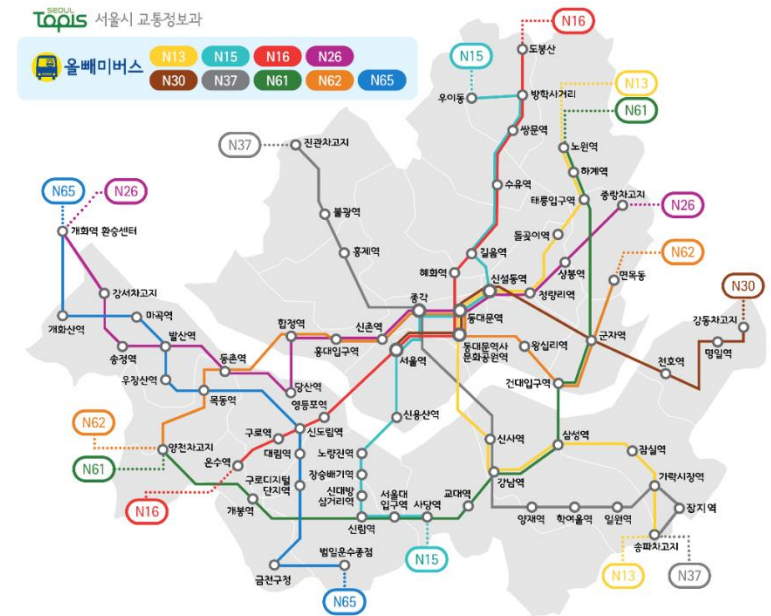 SEOUL
Topis 서울시 교통정보과
올빼미버스
N13 N15 N16 N26
N30 N37 N61 N62 N65
N16
도봉산
N15
우이동
방학사거리
N13
N61
쌍문역
노원역
하계역
N37
진관차고지
수유역
태릉입구역
중랑차고지
N26
N65
N26
개화역 환승센터
불광역
돌곶이역
홍제역
길음역
상봉역
N62
면목동
혜화역
신설동역
청량리역
N30
강동차고지
강서차고지
마곡역
합정역
신촌역
종각
동대문역
개화산역
발산역
홍대입구역
동대문역사
문화공원역
왕십리역
군자역
명일역
송정역
등촌역
서울역
천호역
우장산역
당산역
건대입구역
목동역
영등포역
신용산역
N62
구로역
신도림역
양천차고지
대림역
노량진역
신사역
삼성역
잠실역
N61
온수역
장승배기역
강남역
가락시장역
구로디지털
단지역
신대방
삼거리역
서울대
입구역
교대역
N16
개봉역
신림역
사당역
양재역
학여울역
일원역
장지역
송파차고지
금천구청
범일운수종점
N15
N65
N13
N37